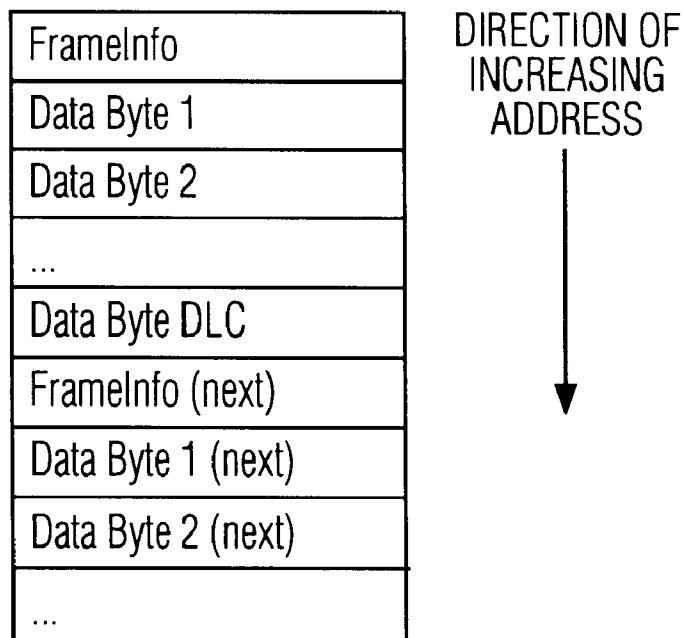 FrameInfo
Data Byte 1
Data Byte 2
...
Data Byte DLC
FrameInfo (next)
Data Byte 1 (next)
Data Byte 2 (next)
...
DIRECTION OF
INCREASING
ADDRESS